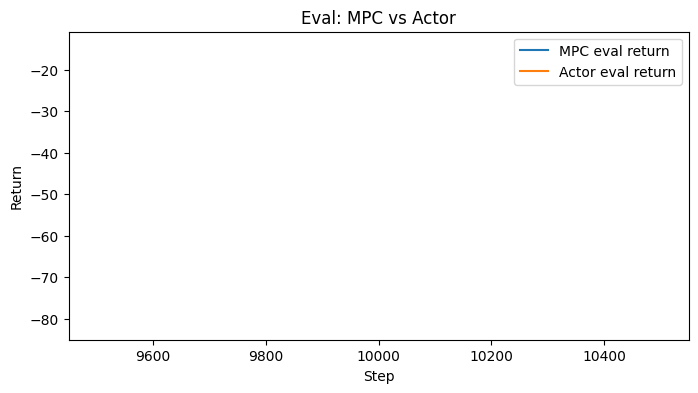 Eval: MPC vs Actor
MPC eval return
Actor eval return
Return
−20
−30
−40
−50
−60
−70
−80
9600
9800
10000
10200
10400
Step